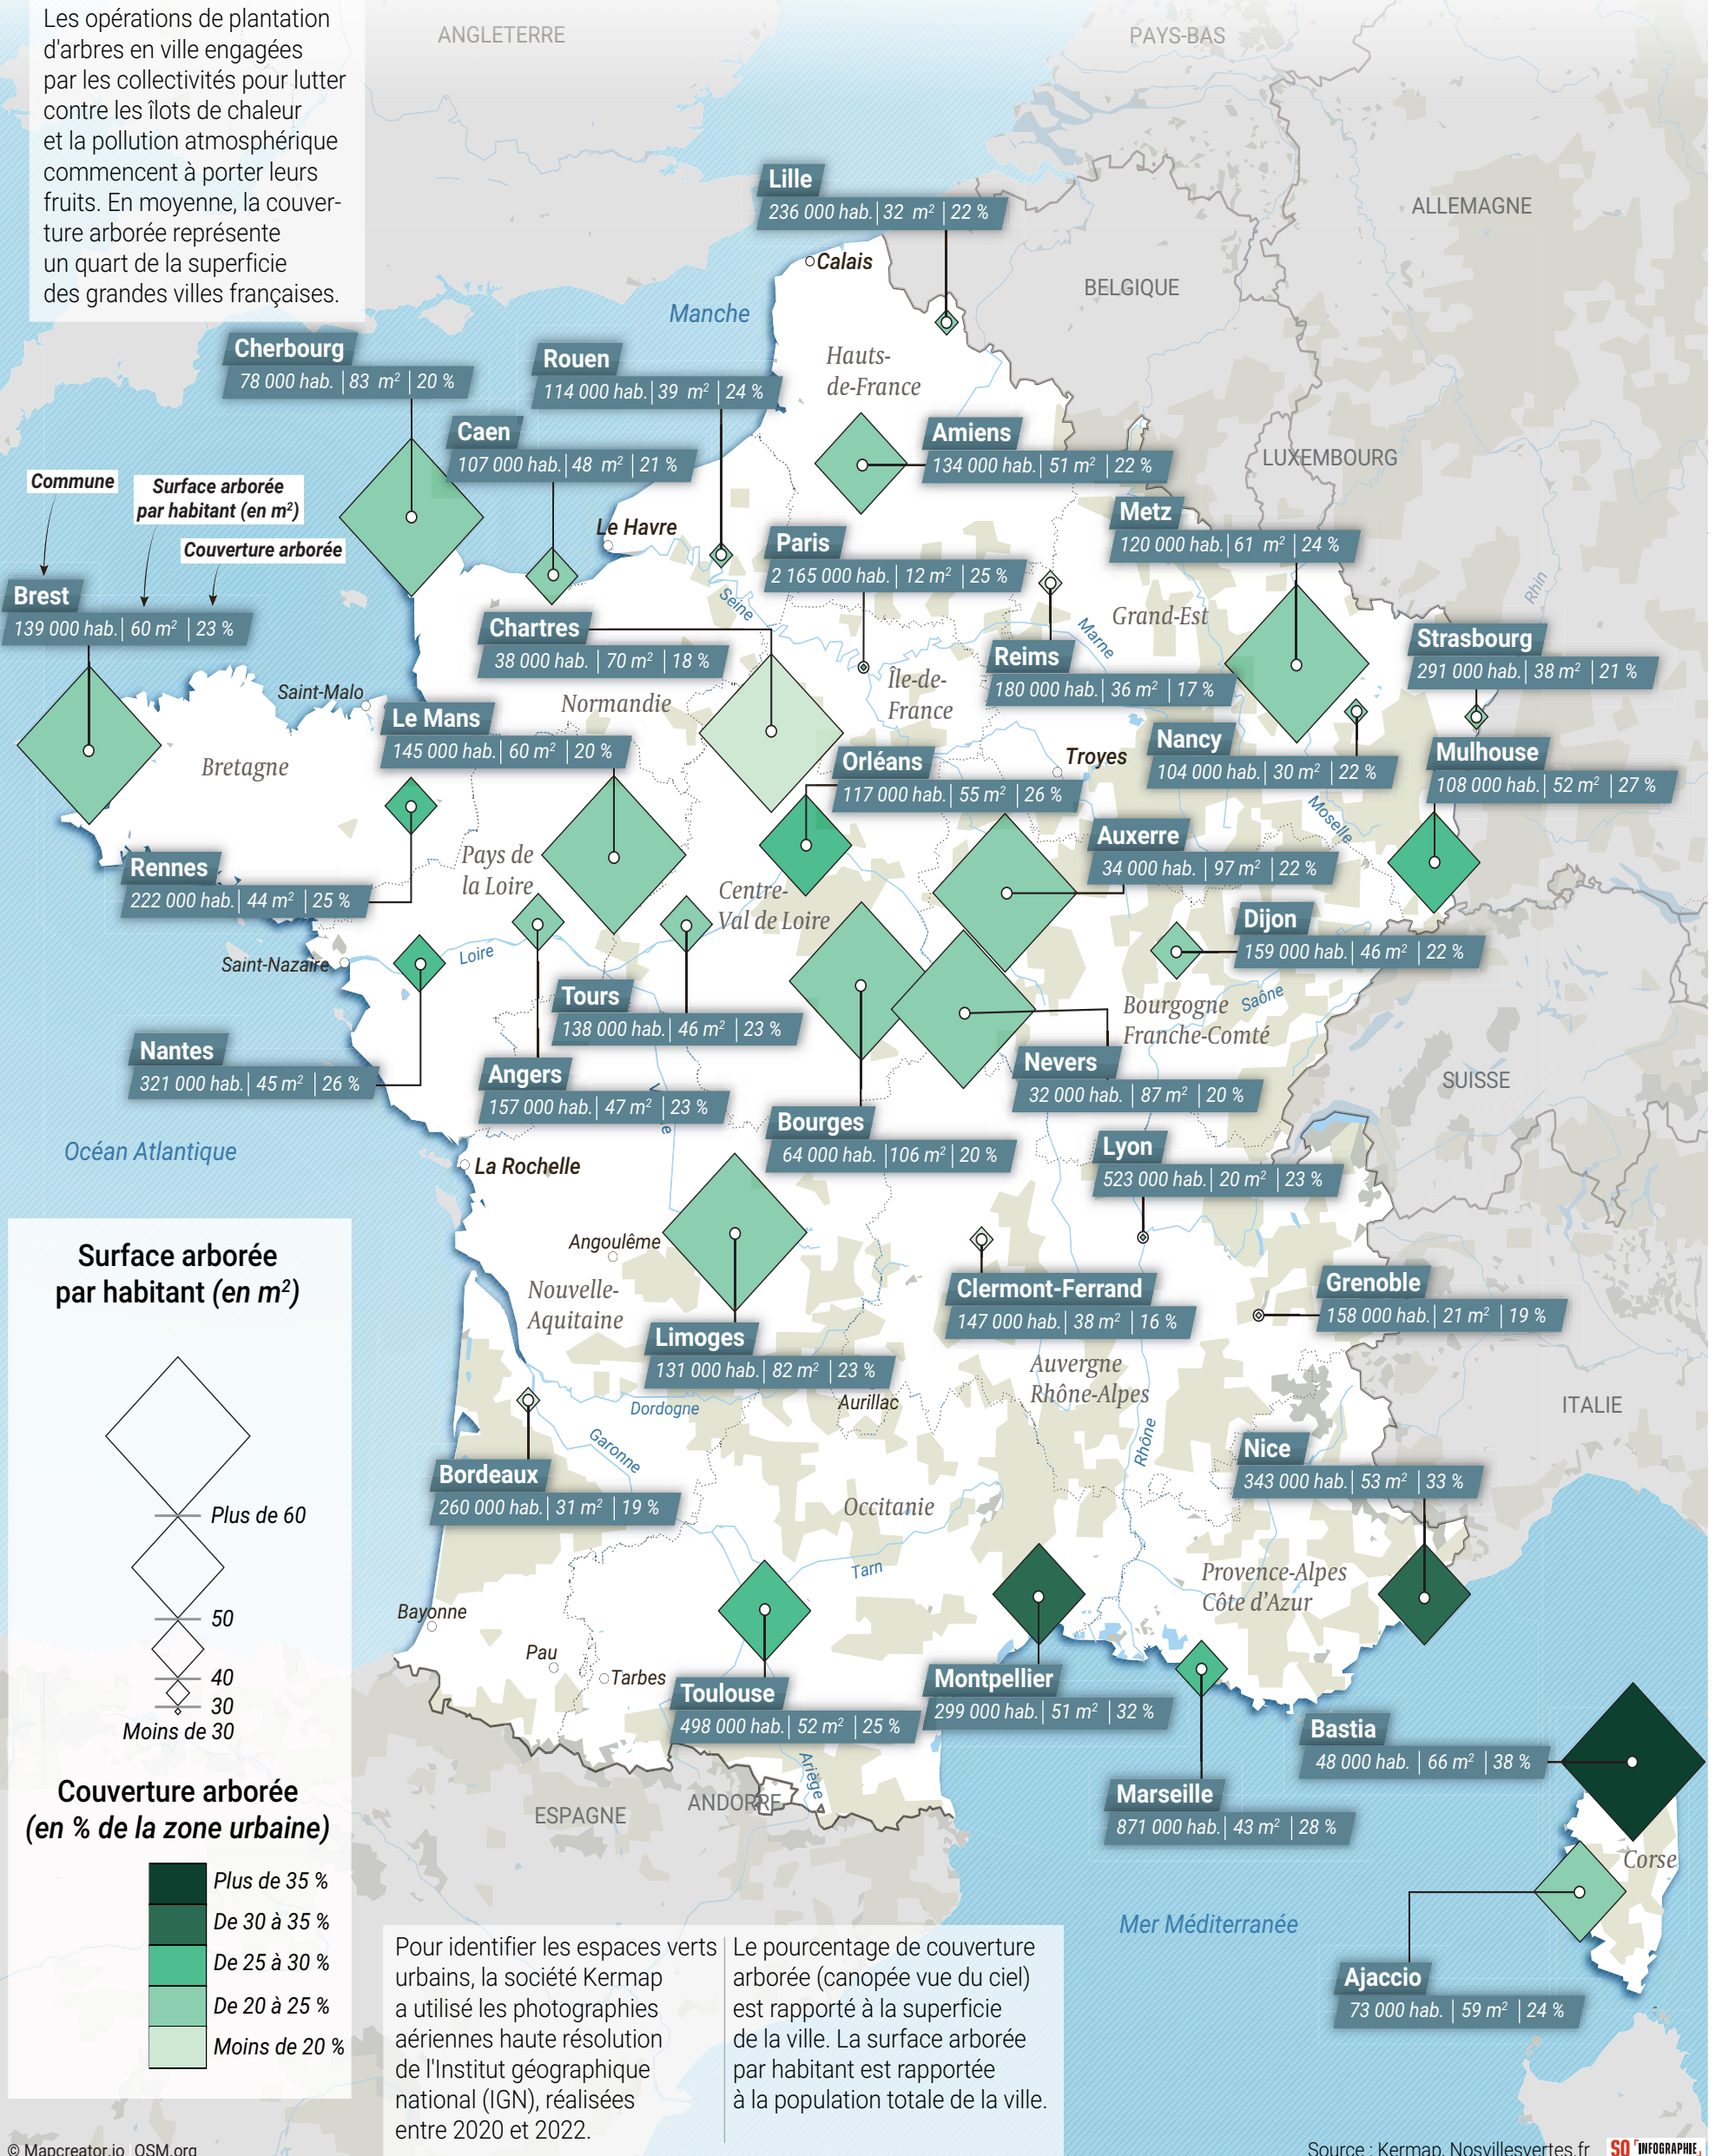 Les opérations de plantation
d'arbres en ville engagées
par les collectivités pour lutter
contre les îlots de chaleur
et la pollution atmosphérique
commencent à porter leurs
fruits. En moyenne, la couver-
ture arborée représente
un quart de la superficie
des grandes villes françaises.
ANGLETERRE
PAYS-BAS
ALLEMAGNE
BELGIQUE
LUXEMBOURG
Lille
236 000 hab. | 32 m² | 22 %
Calais
Manche
Hauts-
de-France
Cherbourg
78 000 hab. | 83 m² | 20 %
Rouen
114 000 hab. | 39 m² | 24 %
Caen
107 000 hab. | 48 m² | 21 %
Amiens
134 000 hab. | 51 m² | 22 %
Commune
Surface arborée
par habitant (en m²)
Couverture arborée
Le Havre
Metz
120 000 hab. | 61 m² | 24 %
Paris
2 165 000 hab. | 12 m² | 25 %
Brest
139 000 hab. | 60 m² | 23 %
Seine
Marne
Grand-Est
Rhin
Chartres
38 000 hab. | 70 m² | 18 %
Reims
180 000 hab. | 36 m² | 17 %
Strasbourg
291 000 hab. | 38 m² | 21 %
Île-de-
France
Saint-Malo
Normandie
Le Mans
145 000 hab. | 60 m² | 20 %
Bretagne
Orléans
117 000 hab. | 55 m² | 26 %
Troyes
Nancy
104 000 hab. | 30 m² | 22 %
Mulhouse
108 000 hab. | 52 m² | 27 %
Moselle
Auxerre
34 000 hab. | 97 m² | 22 %
Rennes
222 000 hab. | 44 m² | 25 %
Pays de
la Loire
Centre-
Val de Loire
Dijon
159 000 hab. | 46 m² | 22 %
Saint-Nazaire
Loire
Tours
138 000 hab. | 46 m² | 23 %
Bourgogne
Franche-Comté
Saône
Nantes
321 000 hab. | 45 m² | 26 %
Angers
157 000 hab. | 47 m² | 23 %
Nevers
32 000 hab. | 87 m² | 20 %
SUISSE
Bourges
64 000 hab. | 106 m² | 20 %
Océan Atlantique
La Rochelle
Lyon
523 000 hab. | 20 m² | 23 %
Angoulême
Nouvelle-
Aquitaine
Clermont-Ferrand
147 000 hab. | 38 m² | 16 %
Grenoble
158 000 hab. | 21 m² | 19 %
Limoges
131 000 hab. | 82 m² | 23 %
Auvergne
Rhône-Alpes
ITALIE
Dordogne
Aurillac
Garonne
Rhône
Bordeaux
260 000 hab. | 31 m² | 19 %
Nice
343 000 hab. | 53 m² | 33 %
Occitanie
Tarn
Provence-Alpes
Côte d'Azur
Bayonne
Pau
Tarbes
Toulouse
498 000 hab. | 52 m² | 25 %
Montpellier
299 000 hab. | 51 m² | 32 %
Ariège
ANDORRE
ESPAGNE
Marseille
871 000 hab. | 43 m² | 28 %
Bastia
48 000 hab. | 66 m² | 38 %
Corse
Mer Méditerranée
Ajaccio
73 000 hab. | 59 m² | 24 %
Surface arborée
par habitant (en m²)
Plus de 60
50
40
30
Moins de 30
Couverture arborée
(en % de la zone urbaine)
Plus de 35 %
De 30 à 35 %
De 25 à 30 %
De 20 à 25 %
Moins de 20 %
Pour identifier les espaces verts
urbains, la société Kermap
a utilisé les photographies
aériennes haute résolution
de l'Institut géographique
national (IGN), réalisées
entre 2020 et 2022.
Le pourcentage de couverture
arborée (canopée vue du ciel)
est rapporté à la superficie
de la ville. La surface arborée
par habitant est rapportée
à la population totale de la ville.
© Mapcreator.io | OSM.org
Source : Kermap, Nosvillesvertes.fr
SO INFOGRAPHIE